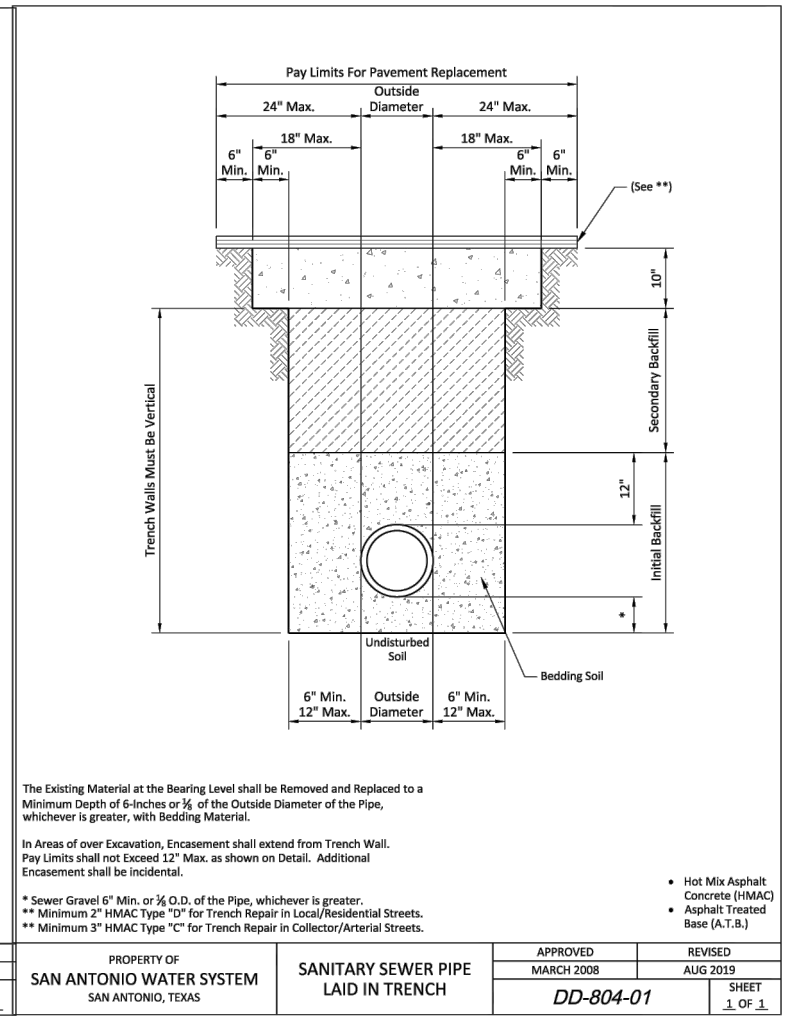 Pay Limits For Pavement Replacement
24" Max.
Outside
Diameter
24" Max.
18" Max.
18" Max.
6"
Min.
6"
Min.
6"
Min.
6"
Min.
(See **)
10"
Secondary Backfill
Trench Walls Must Be Vertical
12"
Initial Backfill
*
Undisturbed
Soil
Bedding Soil
6" Min.
12" Max.
Outside
Diameter
6" Min.
12" Max.
The Existing Material at the Bearing Level shall be Removed and Replaced to a
Minimum Depth of 6-Inches or ⅛ of the Outside Diameter of the Pipe,
whichever is greater, with Bedding Material.
In Areas of over Excavation, Encasement shall extend from Trench Wall.
Pay Limits shall not Exceed 12" Max. as shown on Detail. Additional
Encasement shall be incidental.
* Sewer Gravel 6" Min. or ⅛ O.D. of the Pipe, whichever is greater.
** Minimum 2" HMAC Type "D" for Trench Repair in Local/Residential Streets.
** Minimum 3" HMAC Type "C" for Trench Repair in Collector/Arterial Streets.
• Hot Mix Asphalt
Concrete (HMAC)
• Asphalt Treated
Base (A.T.B.)
PROPERTY OF
SAN ANTONIO WATER SYSTEM
SAN ANTONIO, TEXAS
SANITARY SEWER PIPE
LAID IN TRENCH
APPROVED
MARCH 2008
REVISED
AUG 2019
DD-804-01
SHEET
1 OF 1